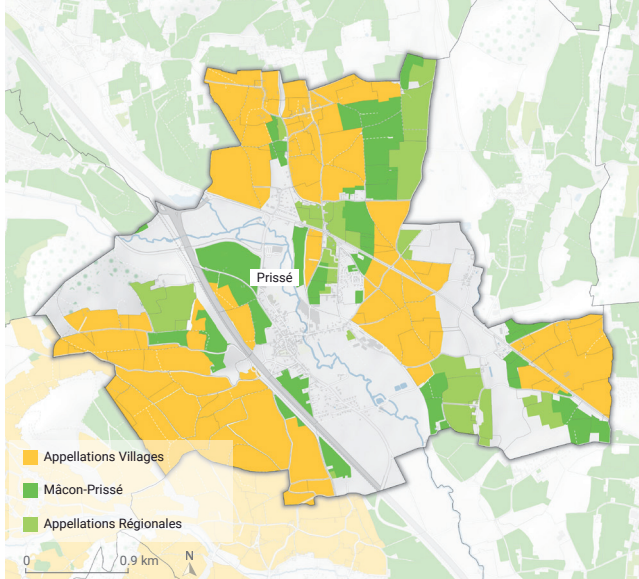 Prissé
Appellations Villages
Mâcon-Prissé
Appellations Régionales
0 0.9 km
N